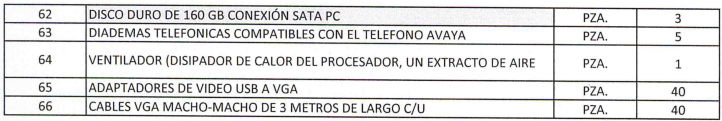 62 DISCO DURO DE 160 GB CONEXIÓN SATA PC PZA. 3
63 DIADEMAS TELEFONICAS COMPATIBLES CON EL TELEFONO AVAYA PZA. 5
64 VENTILADOR (DISIPADOR DE CALOR DEL PROCESADOR, UN EXTRACTO DE AIRE PZA. 1
65 ADAPTADORES DE VIDEO USB A VGA PZA. 40
66 CABLES VGA MACHO-MACHO DE 3 METROS DE LARGO C/U PZA. 40